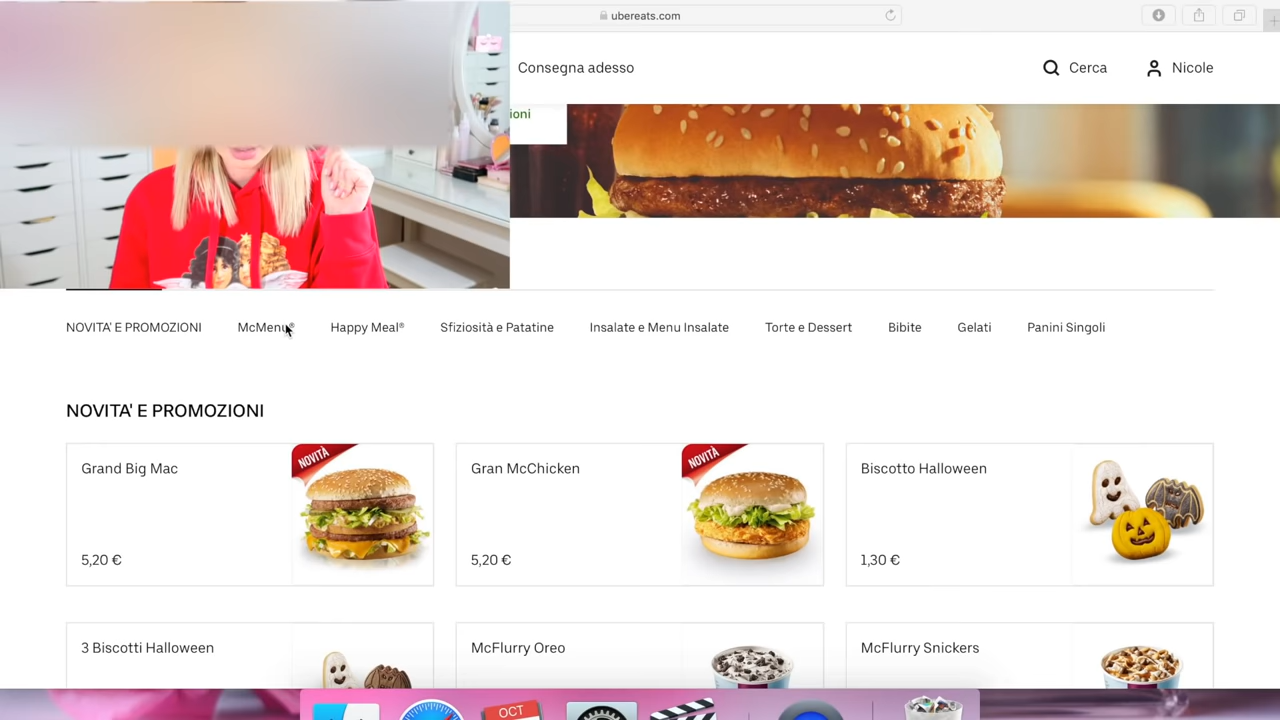 ubereats.com
Consegna adesso
Cerca
Nicole
ioni
NOVITA' E PROMOZIONI
McMenu®
Happy Meal®
Sfiziosità e Patatine
Insalate e Menu Insalate
Torte e Dessert
Bibite
Gelati
Panini Singoli
NOVITA' E PROMOZIONI
Grand Big Mac
5,20 €
NOVITÀ
Gran McChicken
5,20 €
NOVITÀ
Biscotto Halloween
1,30 €
3 Biscotti Halloween
McFlurry Oreo
McFlurry Snickers
OCT